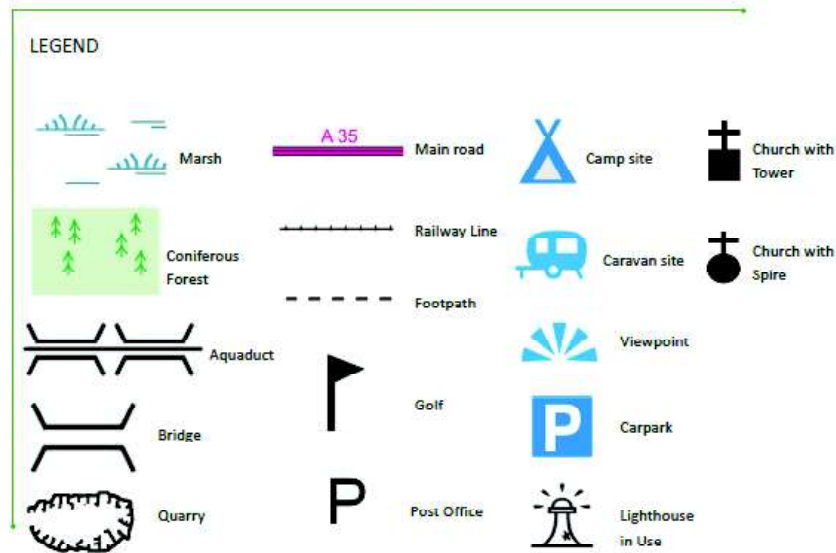 LEGEND
Marsh
Coniferous
Forest
Aquaduct
Bridge
Quarry
A 35
Main road
Railway Line
Footpath
Golf
P
Post Office
Camp site
Caravan site
Viewpoint
P
Carpark
Lighthouse
in Use
Church with
Tower
Church with
Spire